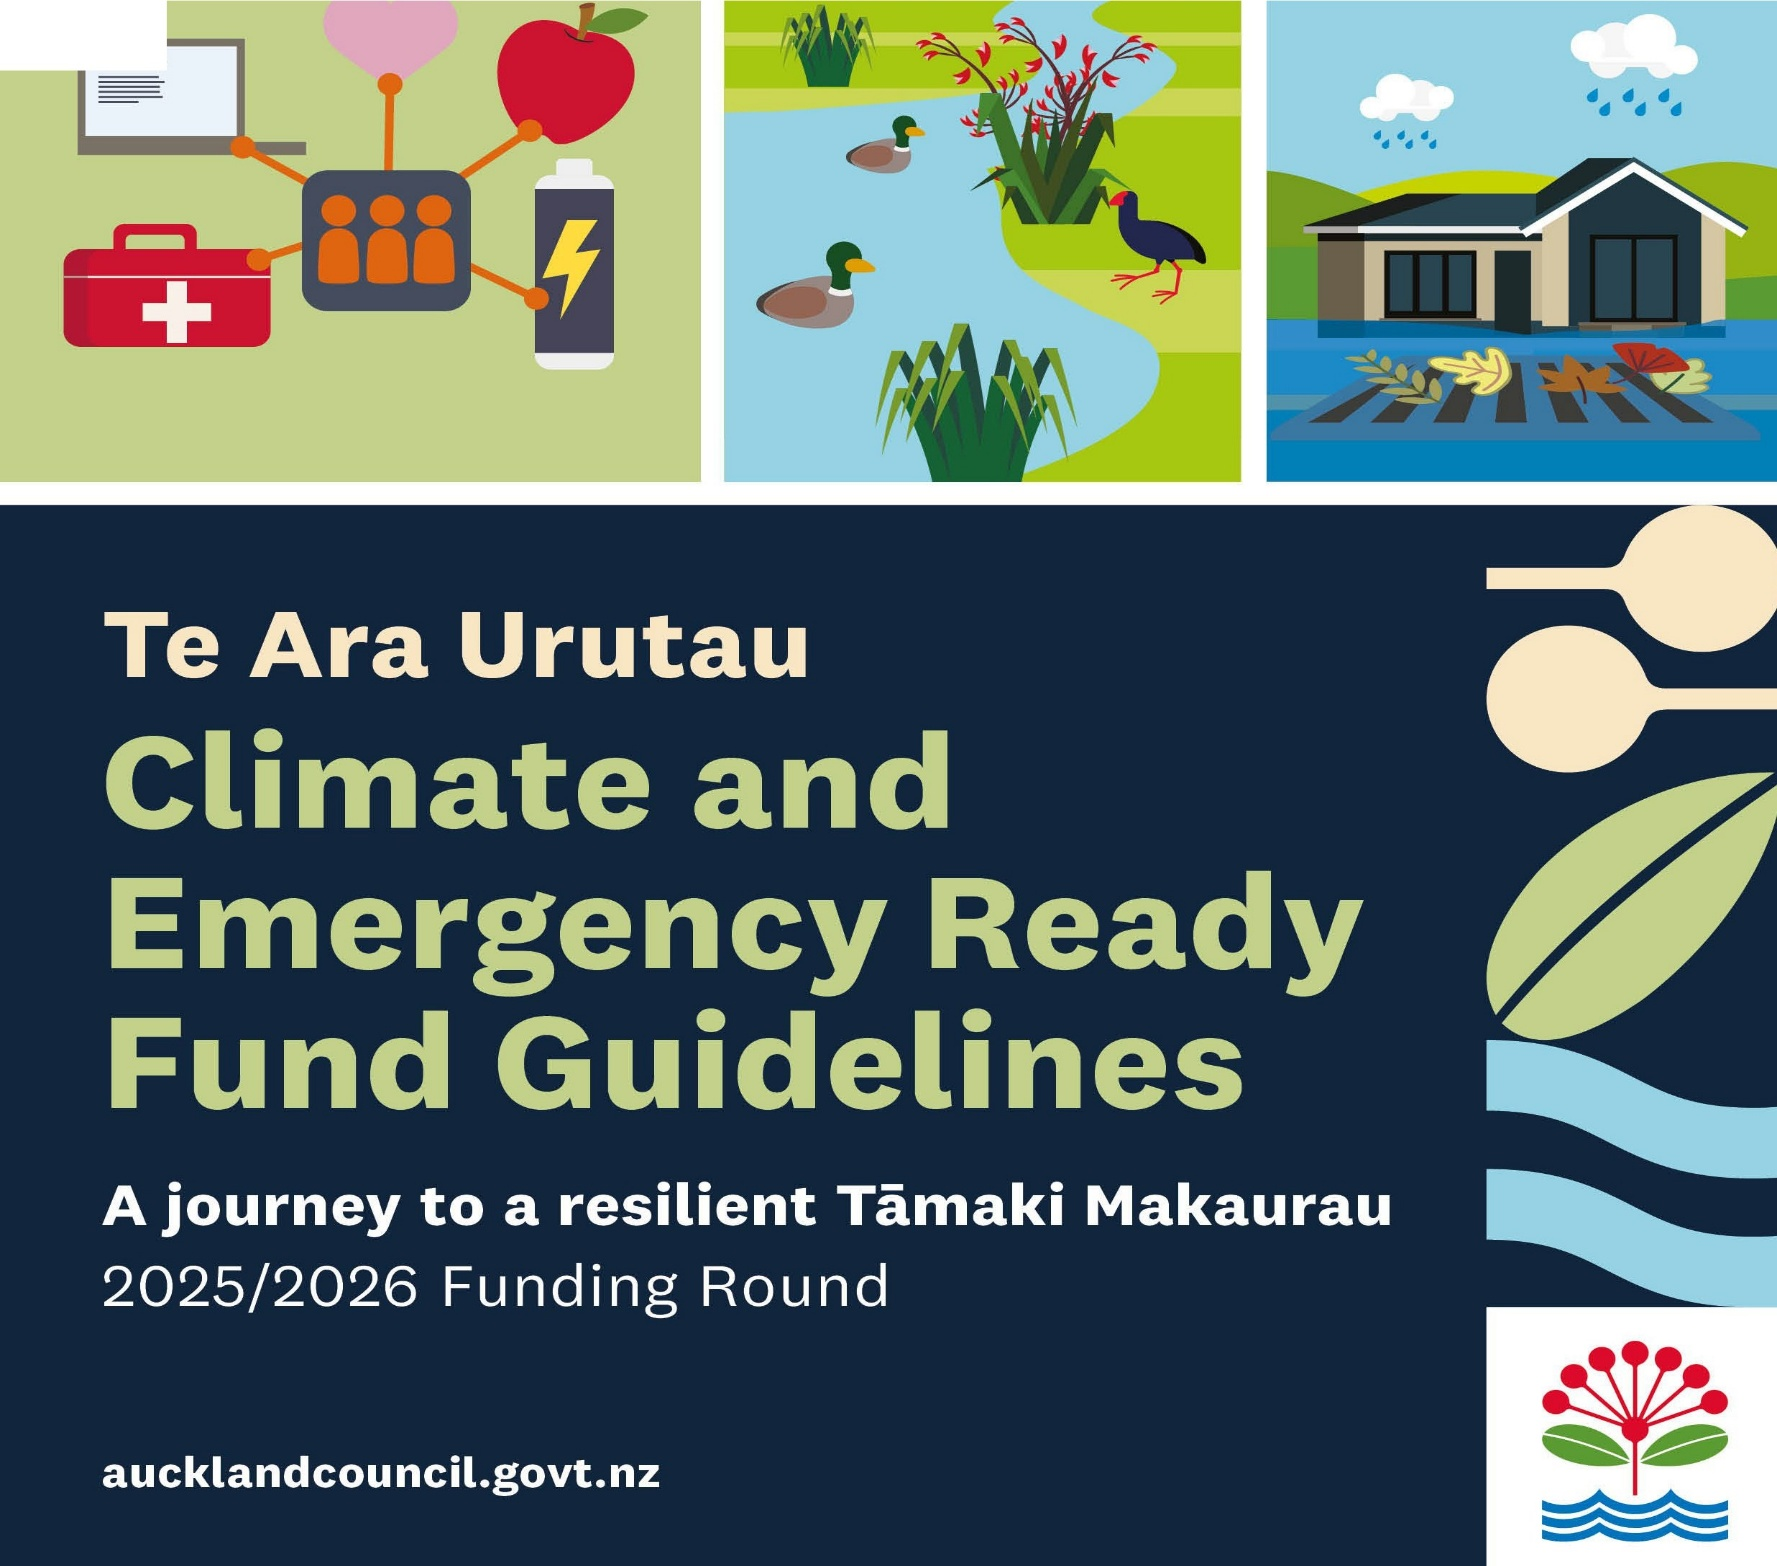 Te Ara Urutau
Climate and
Emergency Ready
Fund Guidelines
A journey to a resilient Tāmaki Makaurau
2025/2026 Funding Round
aucklandcouncil.govt.nz